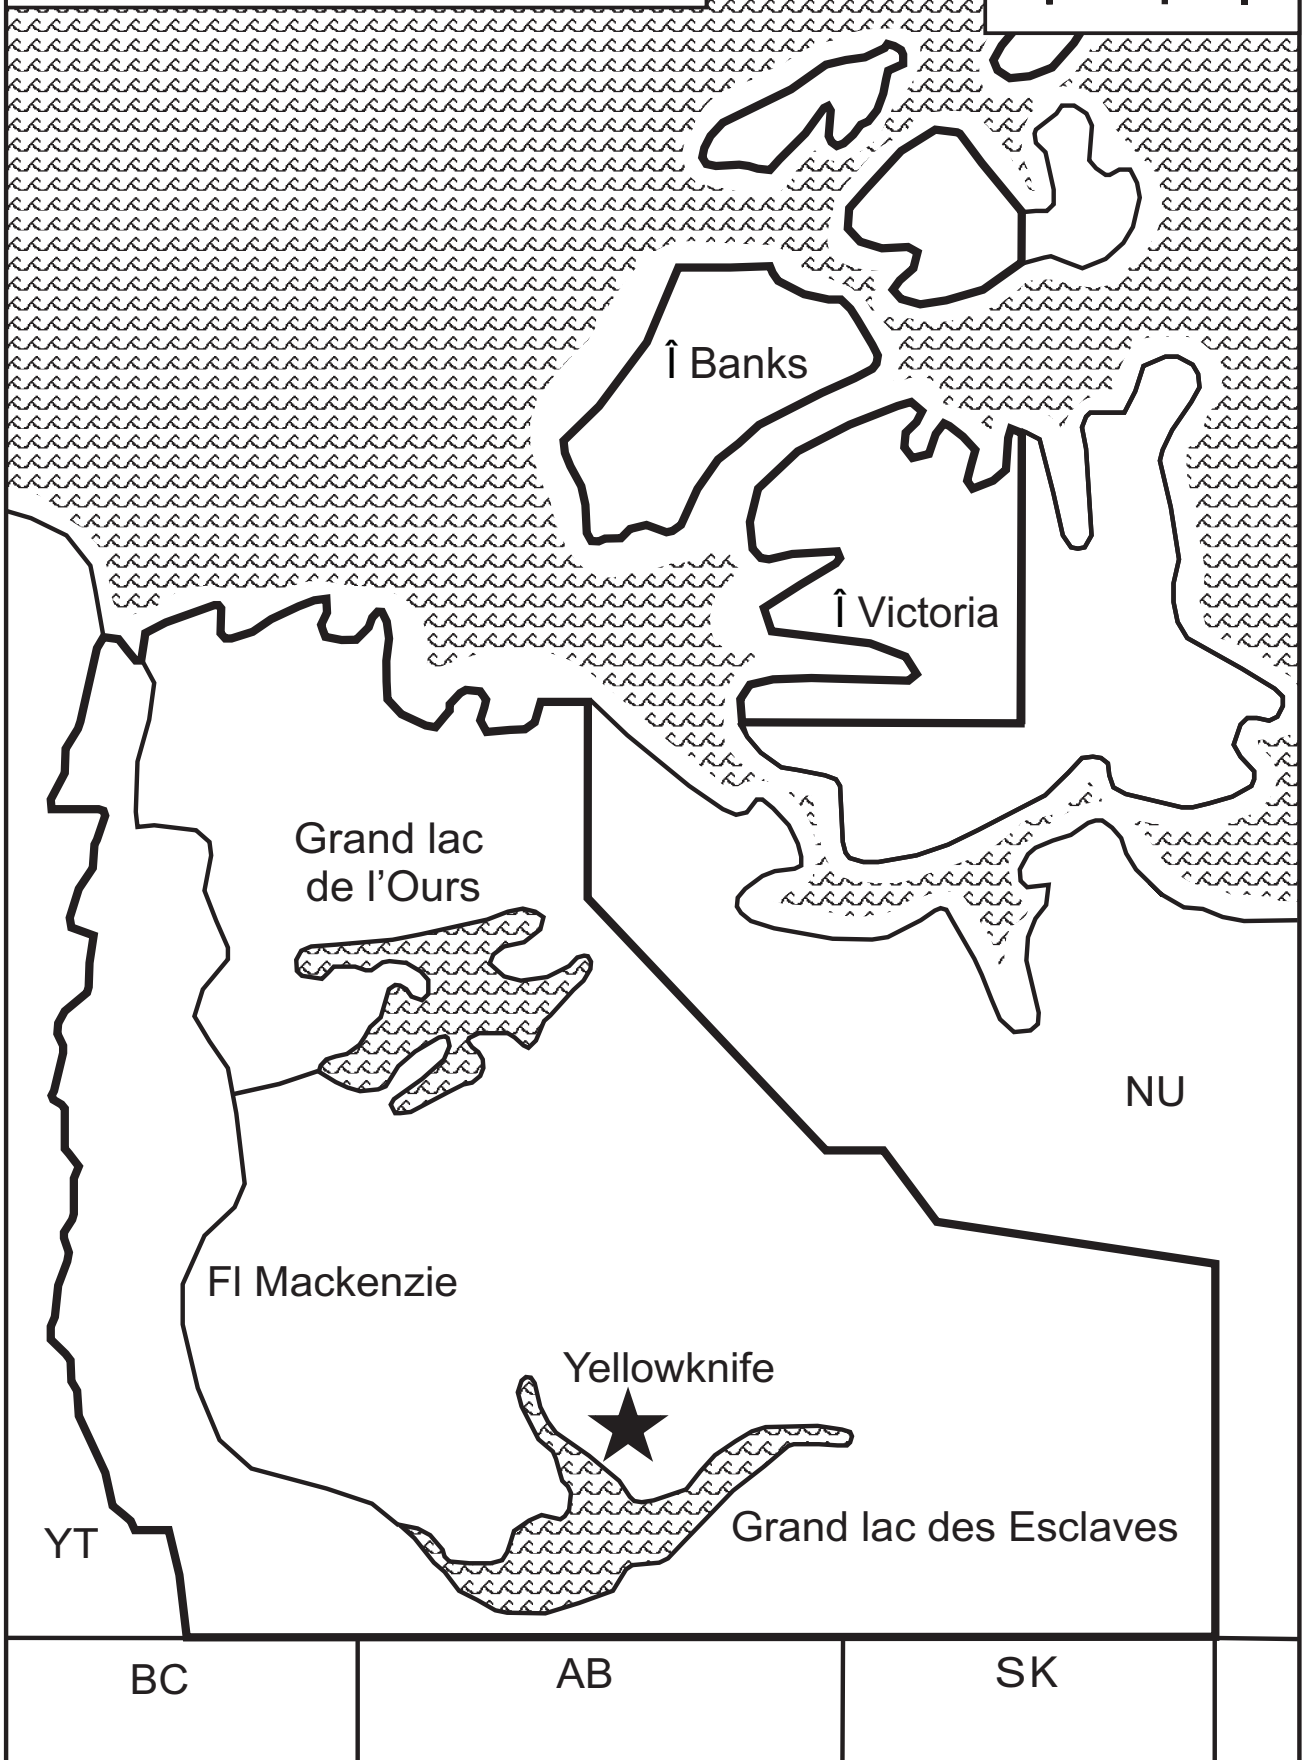 Î Banks
Î Victoria
Grand lac
de l’Ours
NU
Fl Mackenzie
Yellowknife
Grand lac des Esclaves
YT
BC
AB
SK